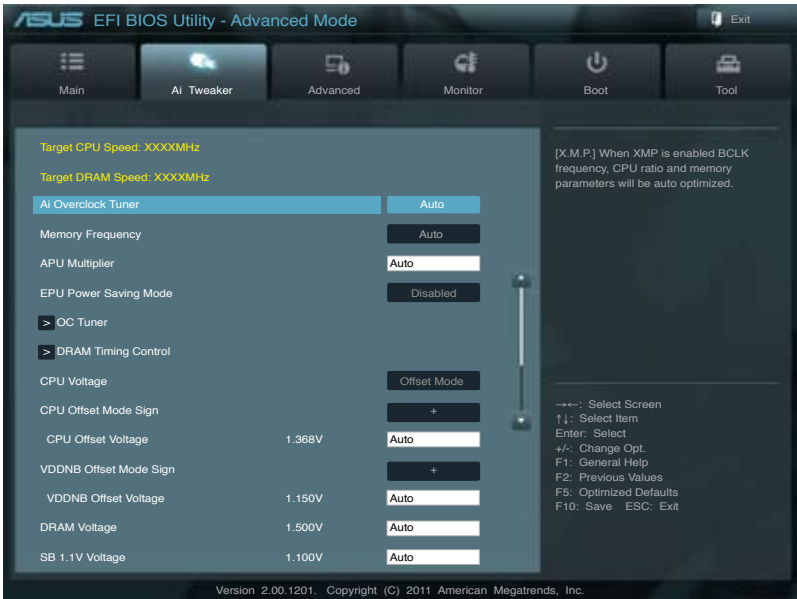 ASUS EFI BIOS Utility - Advanced Mode
Exit
Main
Ai Tweaker
Advanced
Monitor
Boot
Tool
Target CPU Speed: XXXXMHz
Target DRAM Speed: XXXXMHz
Ai Overclock Tuner Auto
Memory Frequency Auto
APU Multiplier Auto
EPU Power Saving Mode Disabled
> OC Tuner
> DRAM Timing Control
CPU Voltage Offset Mode
CPU Offset Mode Sign +
CPU Offset Voltage 1.368V Auto
VDDNB Offset Mode Sign +
VDDNB Offset Voltage 1.150V Auto
DRAM Voltage 1.500V Auto
SB 1.1V Voltage 1.100V Auto
[X.M.P.] When XMP is enabled BCLK
frequency, CPU ratio and memory
parameters will be auto optimized.
→←: Select Screen
↑↓: Select Item
Enter: Select
+/-: Change Opt.
F1: General Help
F2: Previous Values
F5: Optimized Defaults
F10: Save ESC: Exit
Version 2.00.1201. Copyright (C) 2011 American Megatrends, Inc.